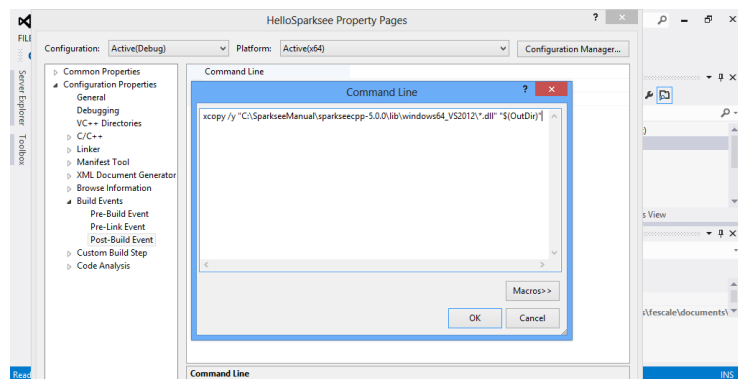 HelloSparksee Property Pages
? ×
FILE
Configuration: Active(Debug) Platform: Active(x64) Configuration Manager...
Server Explorer
Toolbox
Common Properties
Configuration Properties
General
Debugging
VC++ Directories
C/C++
Linker
Manifest Tool
XML Document Generator
Browse Information
Build Events
Pre-Build Event
Pre-Link Event
Post-Build Event
Custom Build Step
Code Analysis
Command Line
Command Line
? ×
xcopy /y "C:\SparkseeManual\sparkseecpp-5.0.0\lib\windows64_VS2012\*.dll" "$(OutDir)"
Macros>>
OK Cancel
Command Line
s View
s\fescale\documents\
Read
INS